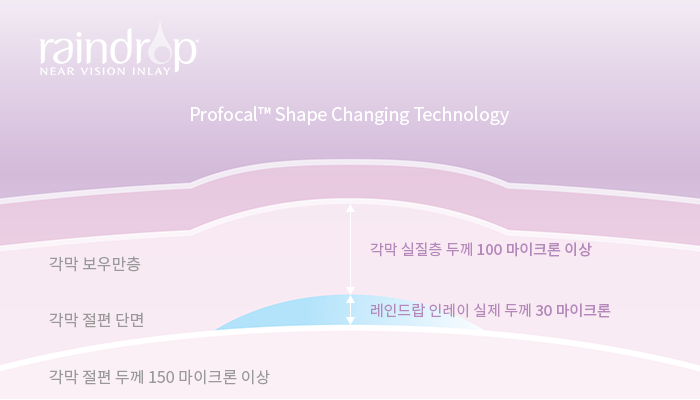 raindrop
NEAR VISION INLAY
Profocal™ Shape Changing Technology
각막 실질층 두께 100 마이크론 이상
각막 보우만층
레인드랍 인레이 실제 두께 30 마이크론
각막 절편 단면
각막 절편 두께 150 마이크론 이상